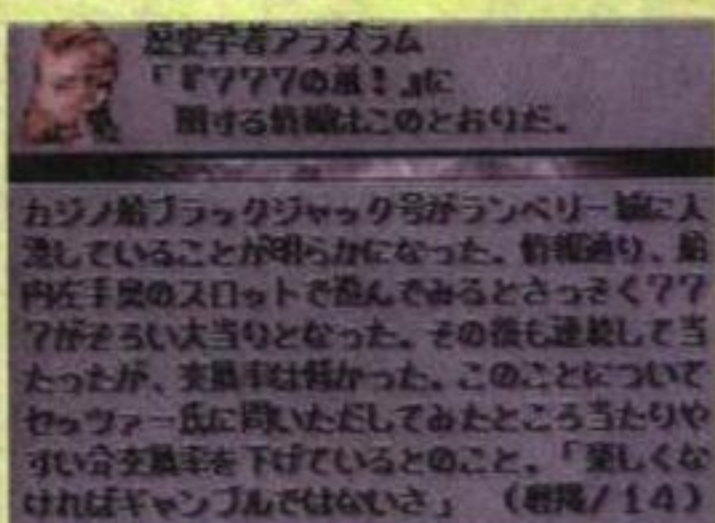 歴史学者アラズラム
「『７７７の嵐！』に
関する情報はこのとおりだ。
カジノ船ブラックジャック号がランベリー城に入
港していることが明らかになった。情報通り、船
内左手奥のスロットで遊んでみるとさっそく７７
７がそろい大当りとなった。その後も連続して当
たったが、交換率は低かった。このことについて
セッツァー氏に問いただしてみたところ当たりや
すい分交換率を下げているとのこと。「楽しくな
ければギャンブルではないさ」 （/１４）